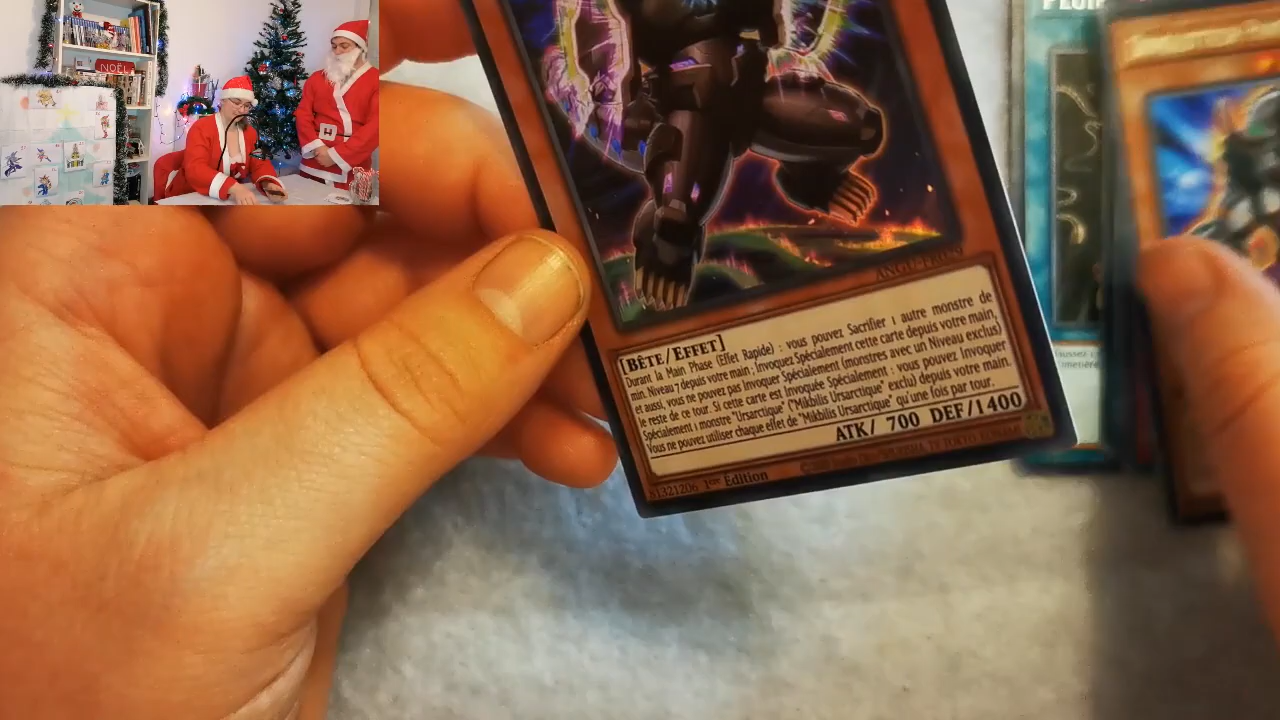 NOËL
[BÊTE/EFFET]
Durant la Main Phase (Effet Rapide) : vous pouvez Sacrifier 1 autre monstre de
min. Niveau 7 depuis votre main ; Invoquez Spécialement cette carte depuis votre main,
et aussi, vous ne pouvez pas Invoquer Spécialement (monstres avec un Niveau exclus)
le reste de ce tour. Si cette carte est Invoquée Spécialement : vous pouvez Invoquer
Spécialement 1 monstre "Ursarctique" ("Mikbilis Ursarctique" exclu) depuis votre main.
Vous ne pouvez utiliser chaque effet de "Mikbilis Ursarctique" qu'une fois par tour.
ATK/ 700 DEF/1400
81321206 1ere Édition